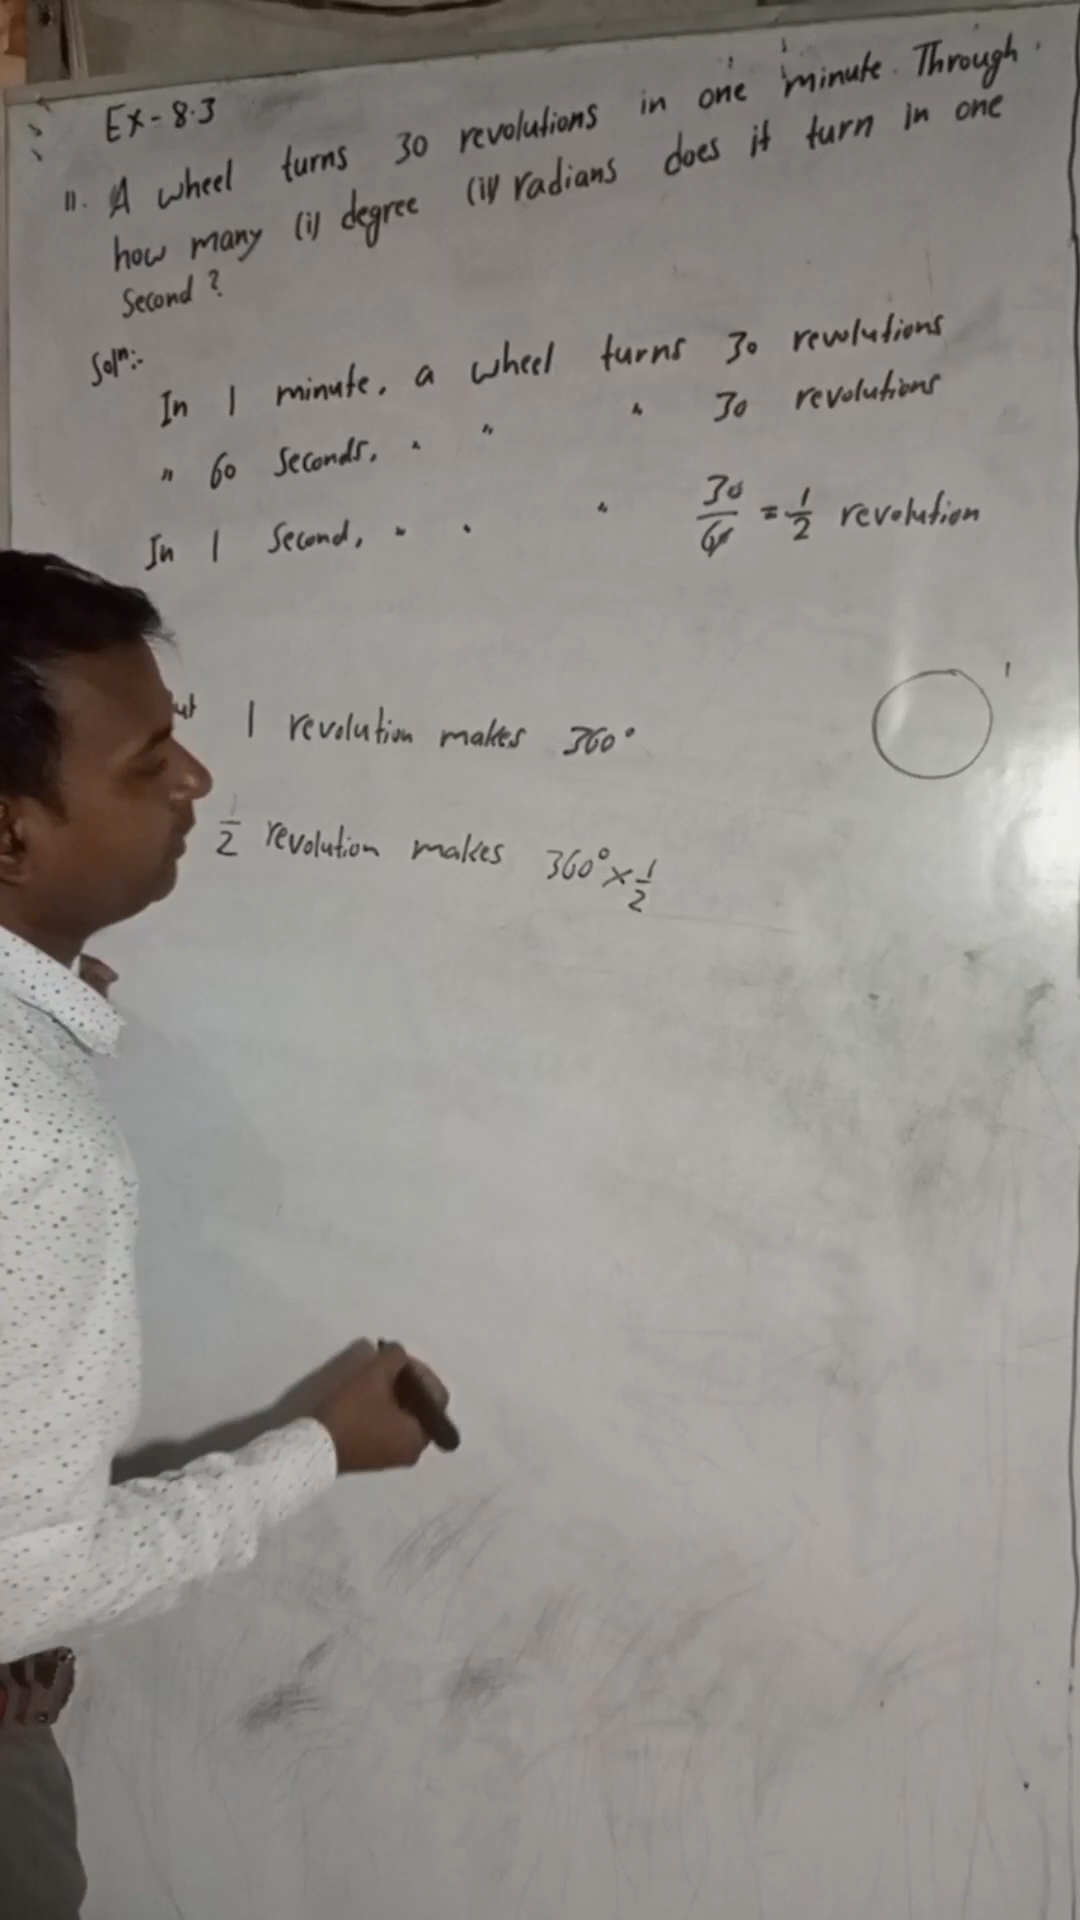 Ex-8.3
11. A wheel turns 30 revolutions in one minute. Through
how many (i) degree (ii) radians does it turn in one
second?
Soln:-
In 1 minute, a wheel turns 30 revolutions
" 60 seconds, " " " 30 revolutions
In 1 second, " " " 30/60 = 1/2 revolution
1 revolution makes 360°
1/2 revolution makes 360° × 1/2